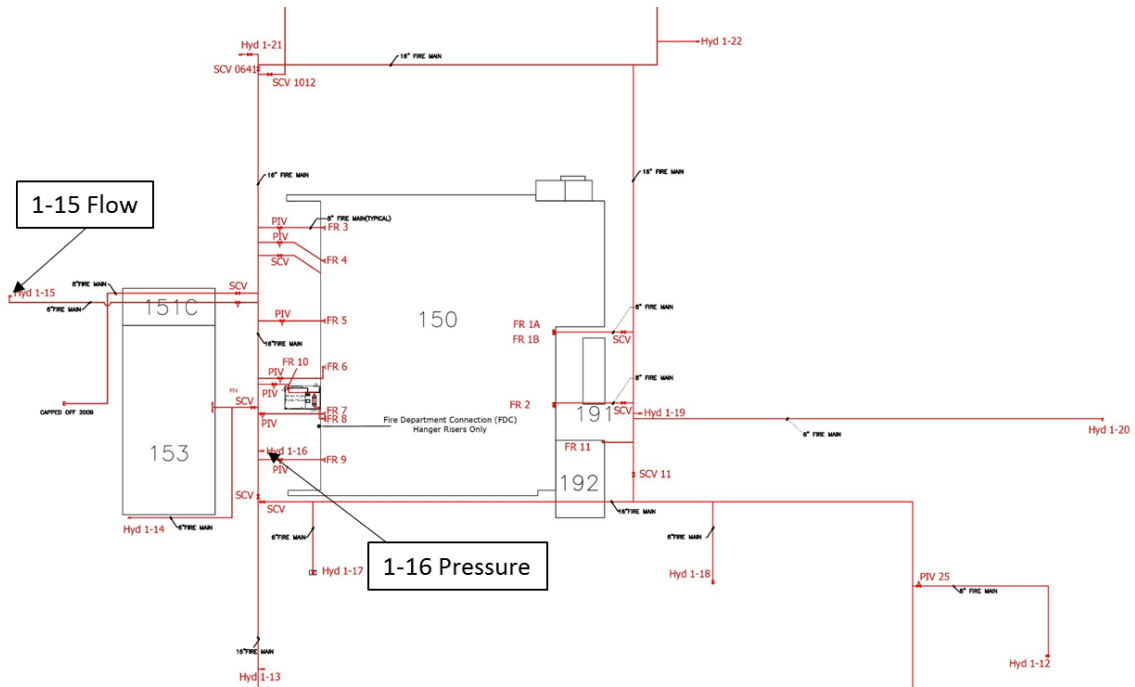 Hyd 1-21
Hyd 1-22
16" FIRE MAIN
SCV 0641
SCV 1012
16" FIRE MAIN
16" FIRE MAIN
1-15 Flow
PIV
8" FIRE MAIN(TYPICAL)
FR 3
PIV
FR 4
SCV
8"FIRE MAIN
SCV
Hyd 1-15
6"FIRE MAIN
151C
150
PIV
FR 5
8" FIRE MAIN
FR 1A
FR 1B
SCV
16"FIRE MAIN
FR 10
FR 6
PIV
PIV
SCV
CAPPED OFF 2009
8" FIRE MAIN
FR 7
FR 8
PIV
FR 2
SCV
191
Hyd 1-19
Fire Department Connection (FDC)
Hanger Risers Only
8" FIRE MAIN
Hyd 1-20
153
Hyd 1-16
FR 9
PIV
FR 11
SCV 11
192
SCV
SCV
16"FIRE MAIN
Hyd 1-14
6"FIRE MAIN
6"FIRE MAIN
6"FIRE MAIN
1-16 Pressure
Hyd 1-17
Hyd 1-18
PIV 25
8" FIRE MAIN
16"FIRE MAIN
Hyd 1-13
Hyd 1-12